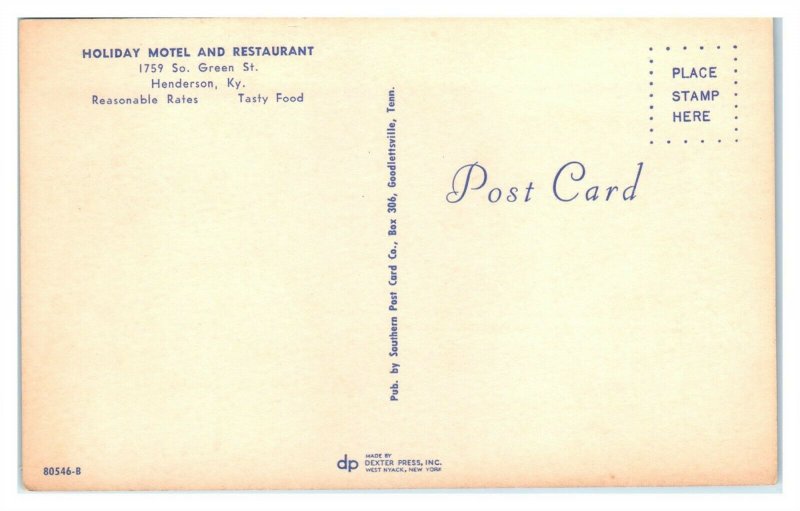 HOLIDAY MOTEL AND RESTAURANT
1759 So. Green St.
Henderson, Ky.
Reasonable Rates Tasty Food
Pub. by Southern Post Card Co., Box 306, Goodlettsville, Tenn.
PLACE
STAMP
HERE
Post Card
80546-B
dp
MADE BY
DEXTER PRESS, INC.
WEST NYACK, NEW YORK